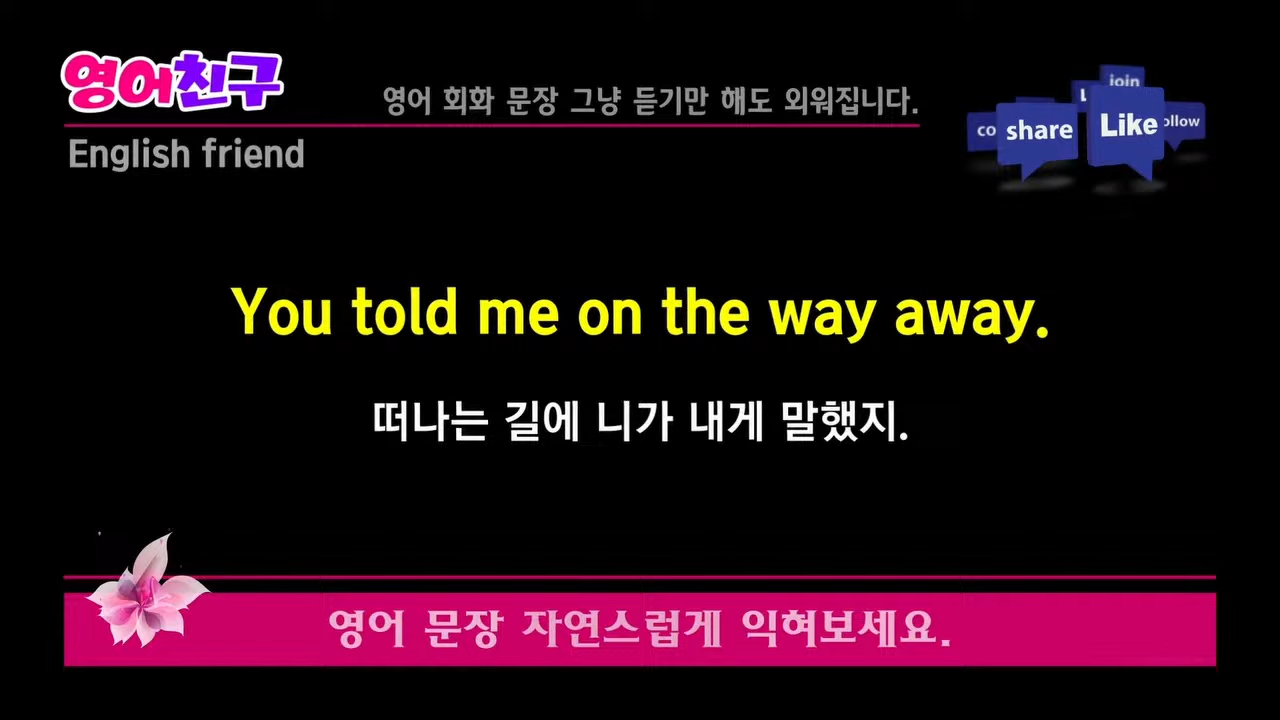 영어친구
영어 회화 문장 그냥 듣기만 해도 외워집니다.
English friend
join
share
Like
You told me on the way away.
떠나는 길에 니가 내게 말했지.
영어 문장 자연스럽게 익혀보세요.